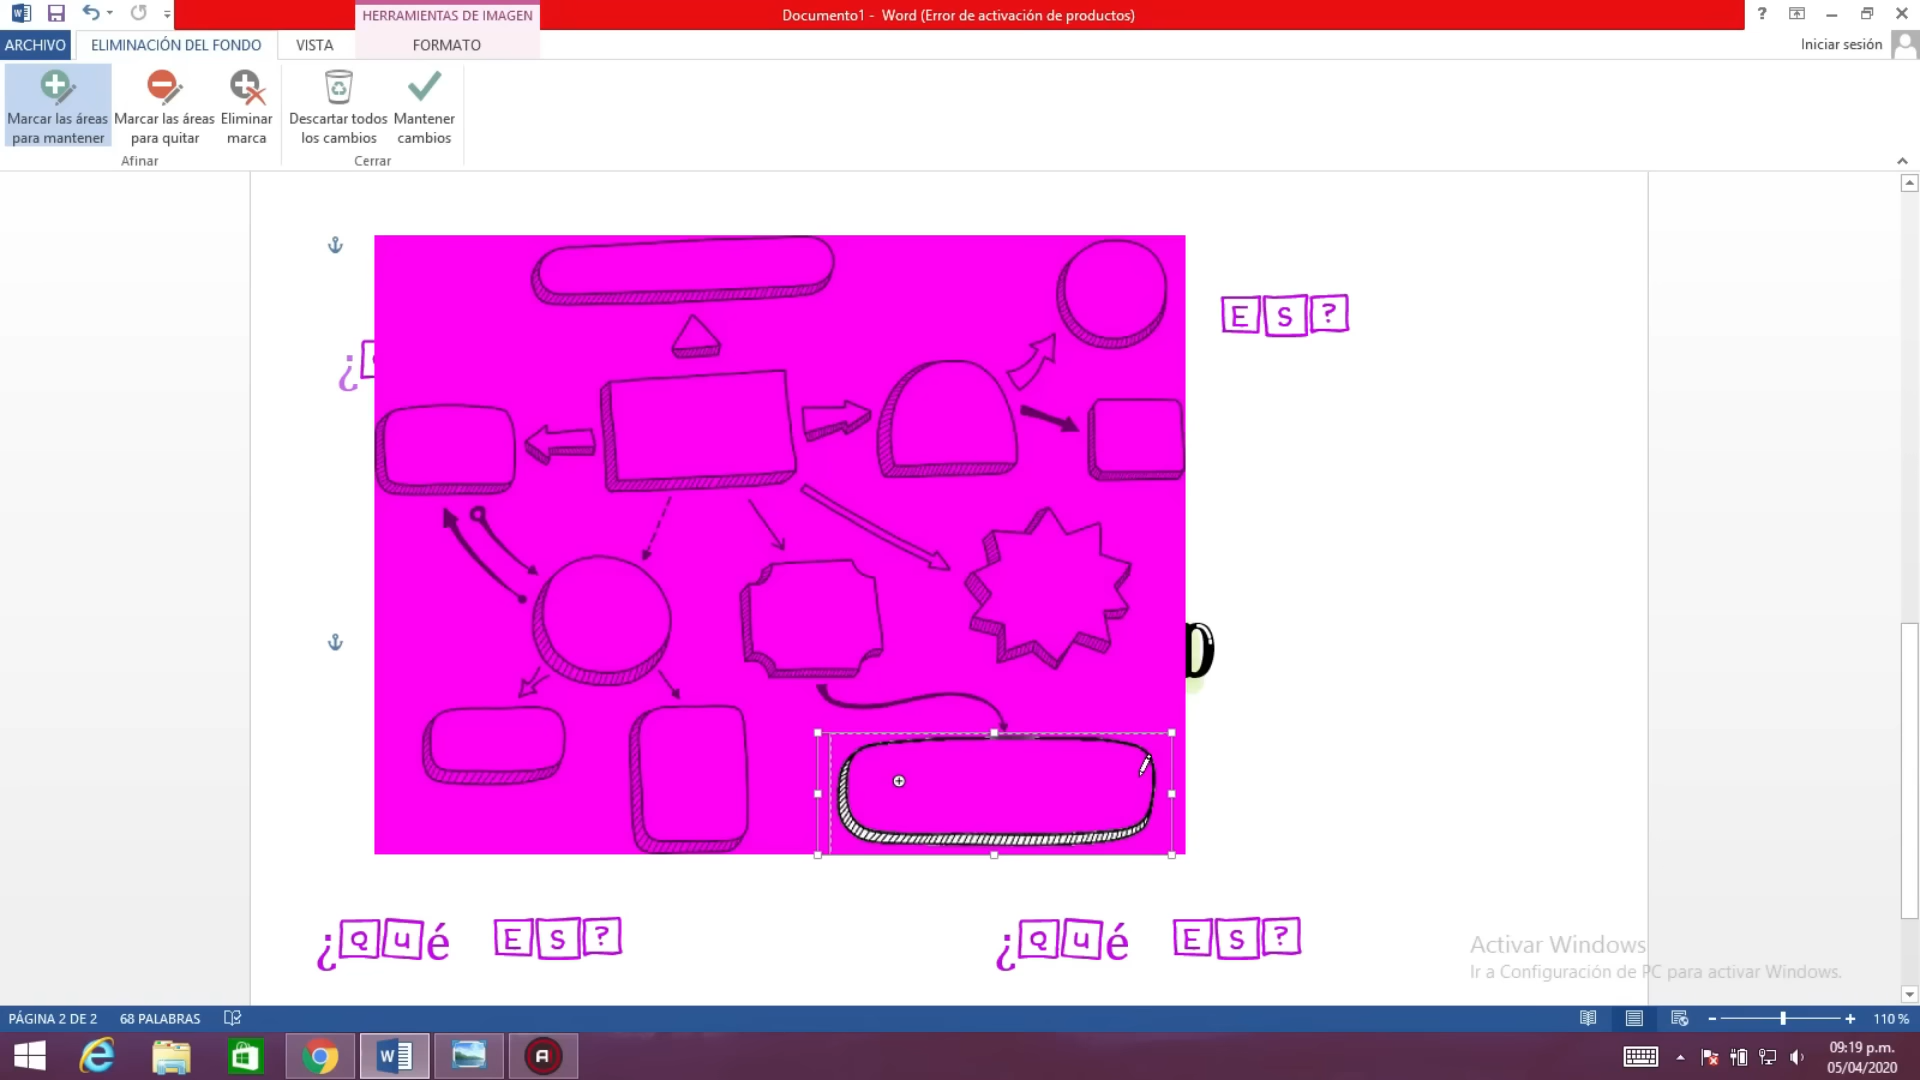 HERRAMIENTAS DE IMAGEN
Documento1 - Word (Error de activación de productos)
?
ARCHIVO
ELIMINACIÓN DEL FONDO
VISTA
FORMATO
Iniciar sesión
Marcar las áreas para mantener
Marcar las áreas para quitar
Eliminar marca
Descartar todos los cambios
Mantener cambios
Afinar
Cerrar
ES?
¿
¿Qué ES?
¿Qué ES?
Activar Windows
Ir a Configuración de PC para activar Windows.
PÁGINA 2 DE 2
68 PALABRAS
110 %
09:19 p.m.
05/04/2020